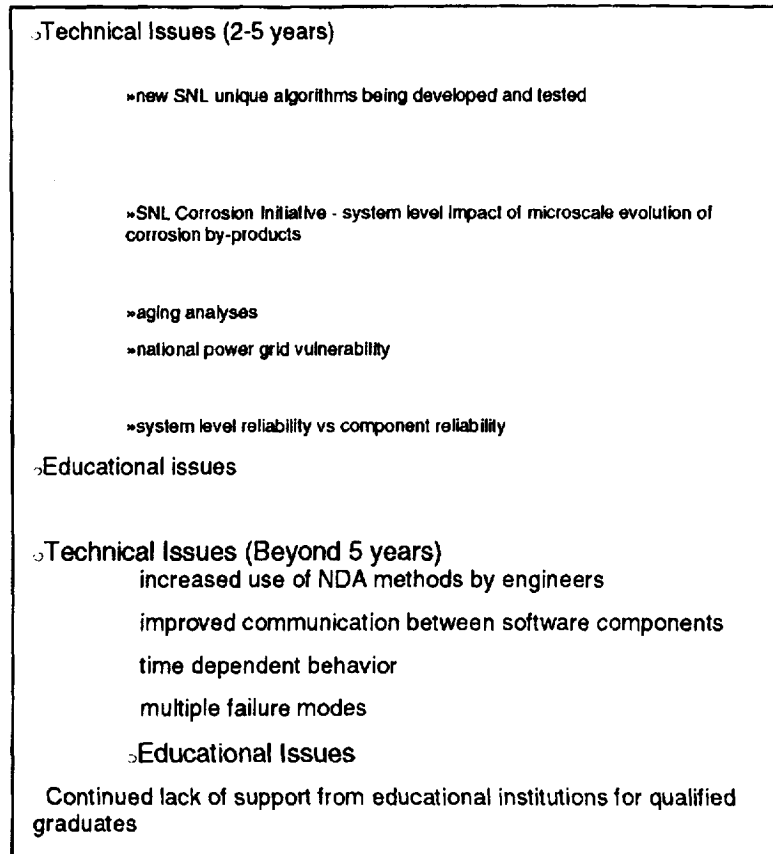 Technical Issues (2-5 years)
»new SNL unique algorithms being developed and tested
»SNL Corrosion Initiative - system level impact of microscale evolution of
corrosion by-products
»aging analyses
»national power grid vulnerability
»system level reliability vs component reliability
Educational issues
Technical Issues (Beyond 5 years)
increased use of NDA methods by engineers
improved communication between software components
time dependent behavior
multiple failure modes
Educational Issues
Continued lack of support from educational institutions for qualified
graduates